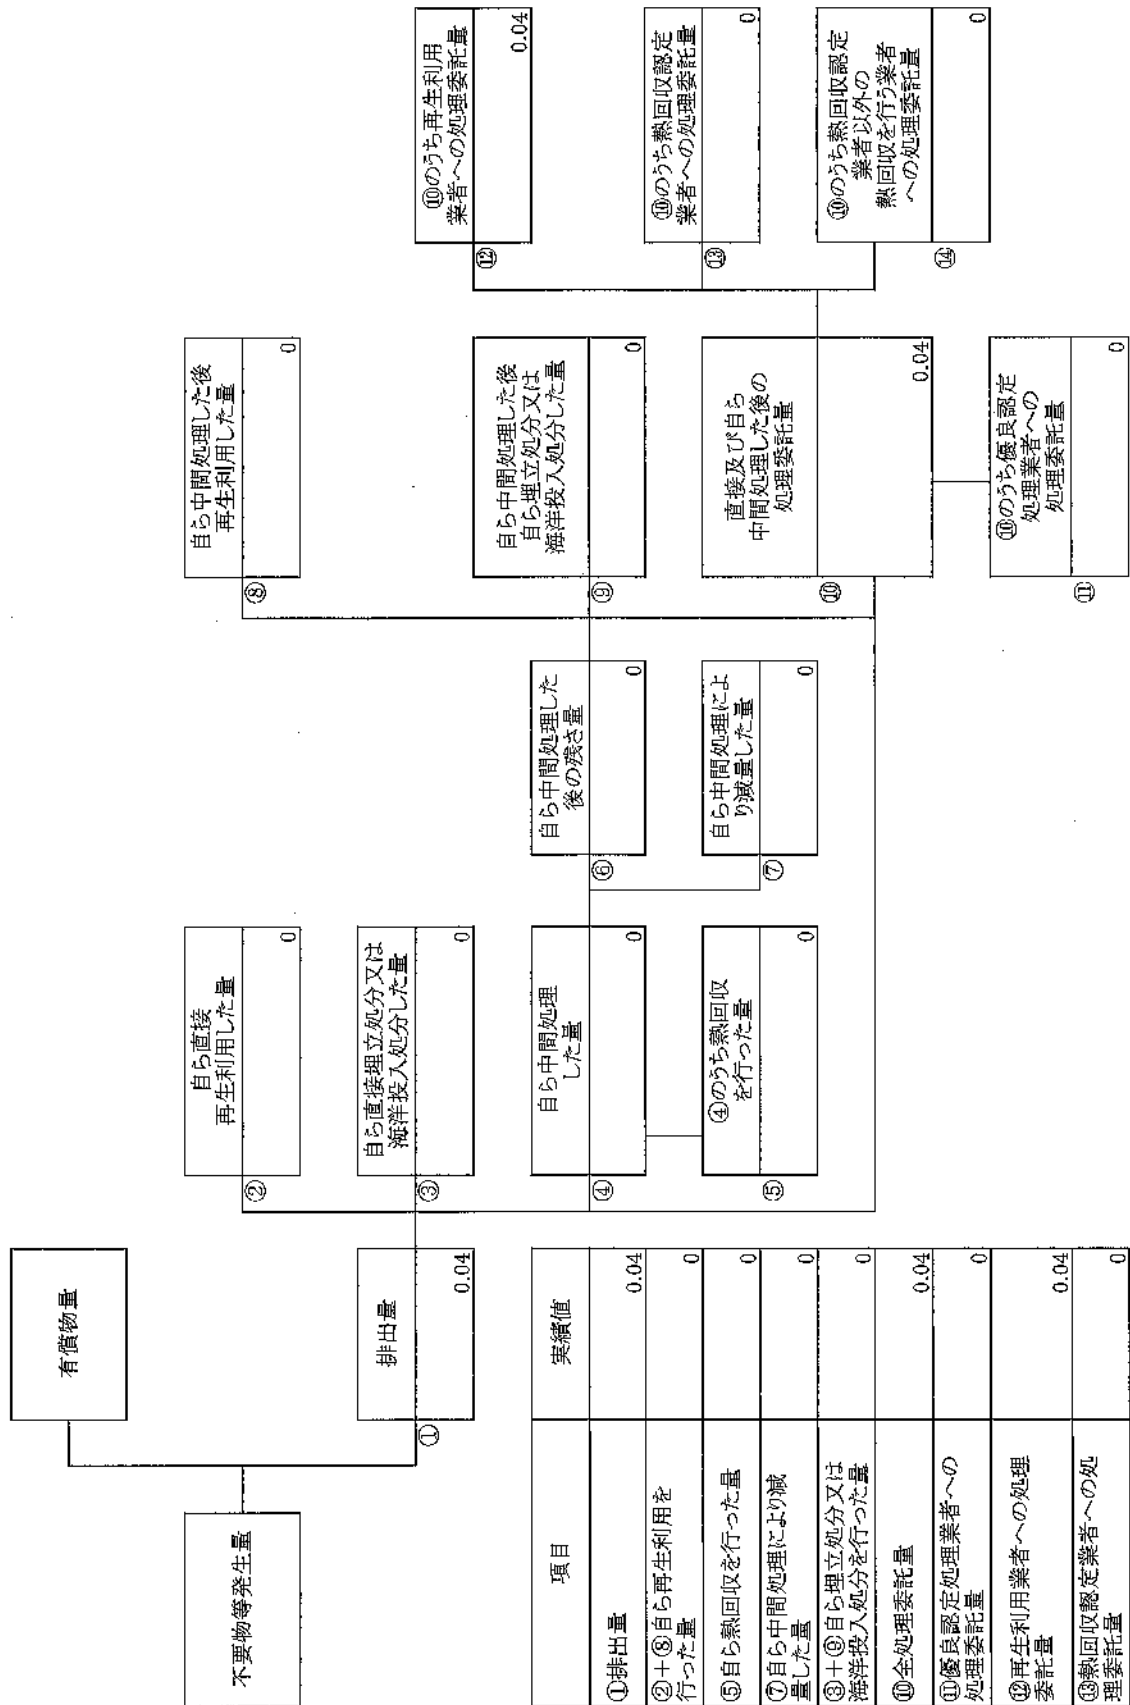 不要物等発生量
有償物量
排出量
①
0.04
自ら直接
再生利用した量
②
0
自ら直接埋立処分又は
海洋投入処分した量
③
0
自ら中間処理
した量
④
0
④のうち熱回収
を行った量
⑤
0
自ら中間処理した
後の残さ量
⑥
0
自ら中間処理によ
り減量した量
⑦
0
自ら中間処理した後
再生利用した量
⑧
0
自ら中間処理した後
自ら埋立処分又は
海洋投入処分した量
⑨
0
直接及び自ら
中間処理した後の
処理委託量
⑩
0.04
⑩のうち優良認定
処理業者への
処理委託量
⑪
0
⑩のうち再生利用
業者への処理委託量
⑫
0.04
⑩のうち熱回収認定
業者への処理委託量
⑬
0
⑩のうち熱回収認定
業者以外の
熱回収を行う業者
への処理委託量
⑭
0
項目 実績値
①排出量 0.04
②+⑧自ら再生利用を
行った量 0
⑤自ら熱回収を行った量 0
⑦自ら中間処理により減
量した量 0
③+⑨自ら埋立処分又は
海洋投入処分を行った量 0
⑩全処理委託量 0.04
⑪優良認定処理業者への
処理委託量 0
⑫再生利用業者への処理
委託量 0.04
⑬熱回収認定業者への処
理委託量 0